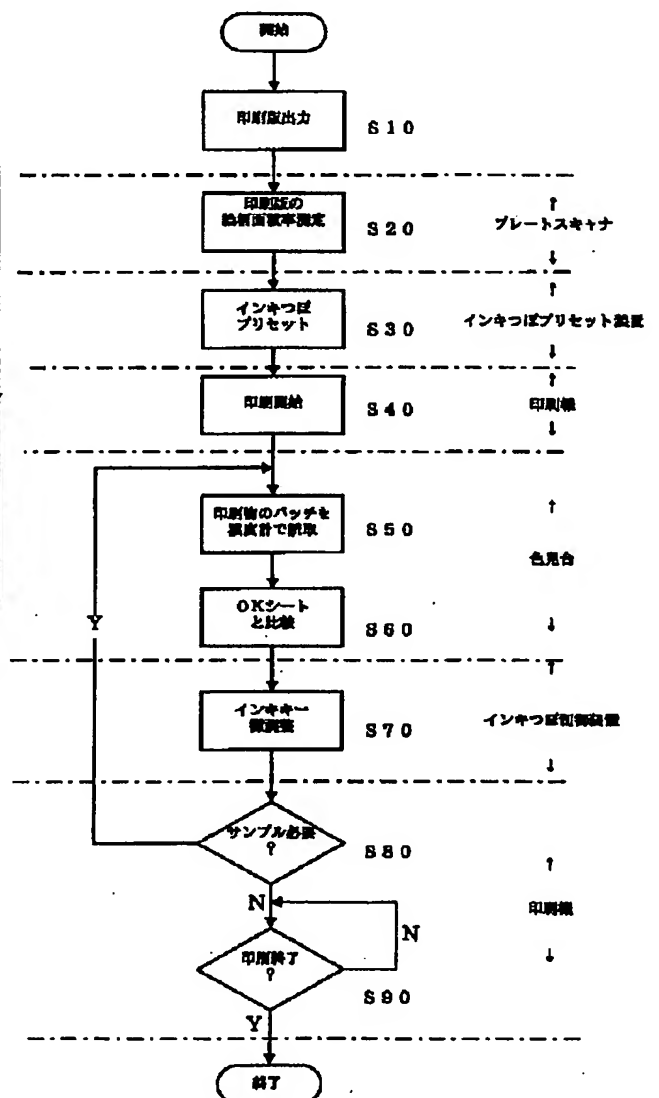 開始
印刷版出力
S10
印刷版の
絵柄面積率測定
S20
↑
プレートスキャナ
↓
インキつぼ
プリセット
S30
↑
インキつぼプリセット装置
↓
印刷開始
S40
↑
印刷機
↓
印刷物のパッチを
濃度計で読取
S50
↑
色見台
OKシート
と比較
S60
↓
Y
インキキー
微調整
S70
↑
インキつぼ制御装置
↓
サンプル必要
?
S80
↑
N
印刷機
N
印刷終了
?
S90
↓
Y
終了